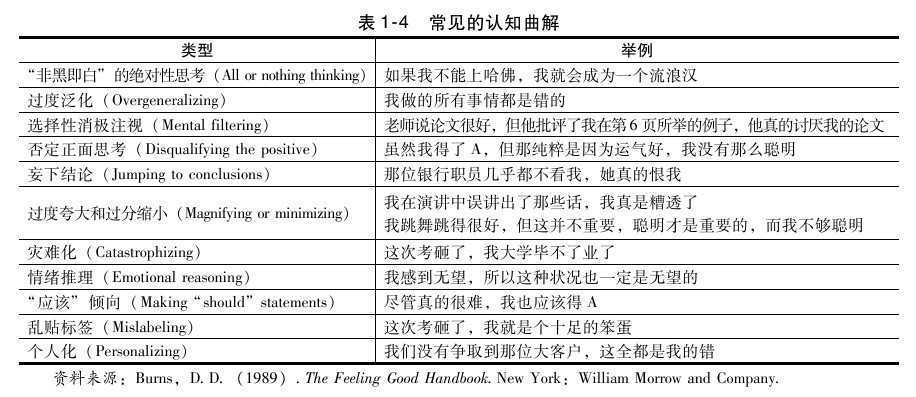 表 1-4 常见的认知曲解
类型 举例
“非黑即白”的绝对性思考（All or nothing thinking） 如果我不能上哈佛，我就会成为一个流浪汉
过度泛化（Overgeneralizing） 我做的所有事情都是错的
选择性消极注视（Mental filtering） 老师说论文很好，但他批评了我在第 6 页所举的例子，他真的讨厌我的论文
否定正面思考（Disqualifying the positive） 虽然我得了 A，但那纯粹是因为运气好，我没有那么聪明
妄下结论（Jumping to conclusions） 那位银行职员几乎都不看我，她真的恨我
过度夸大和过分缩小（Magnifying or minimizing） 我在演讲中误讲出了那些话，我真是糟透了
我跳舞跳得很好，但这并不重要，聪明才是重要的，而我不够聪明
灾难化（Catastrophizing） 这次考砸了，我大学毕不了业了
情绪推理（Emotional reasoning） 我感到无望，所以这种状况也一定是无望的
“应该”倾向（Making “should” statements） 尽管真的很难，我也应该得 A
乱贴标签（Mislabeling） 这次考砸了，我就是个十足的笨蛋
个人化（Personalizing） 我们没有争取到那位大客户，这全都是我的错
资料来源：Burns，D. D. （1989）. The Feeling Good Handbook. New York：William Morrow and Company.